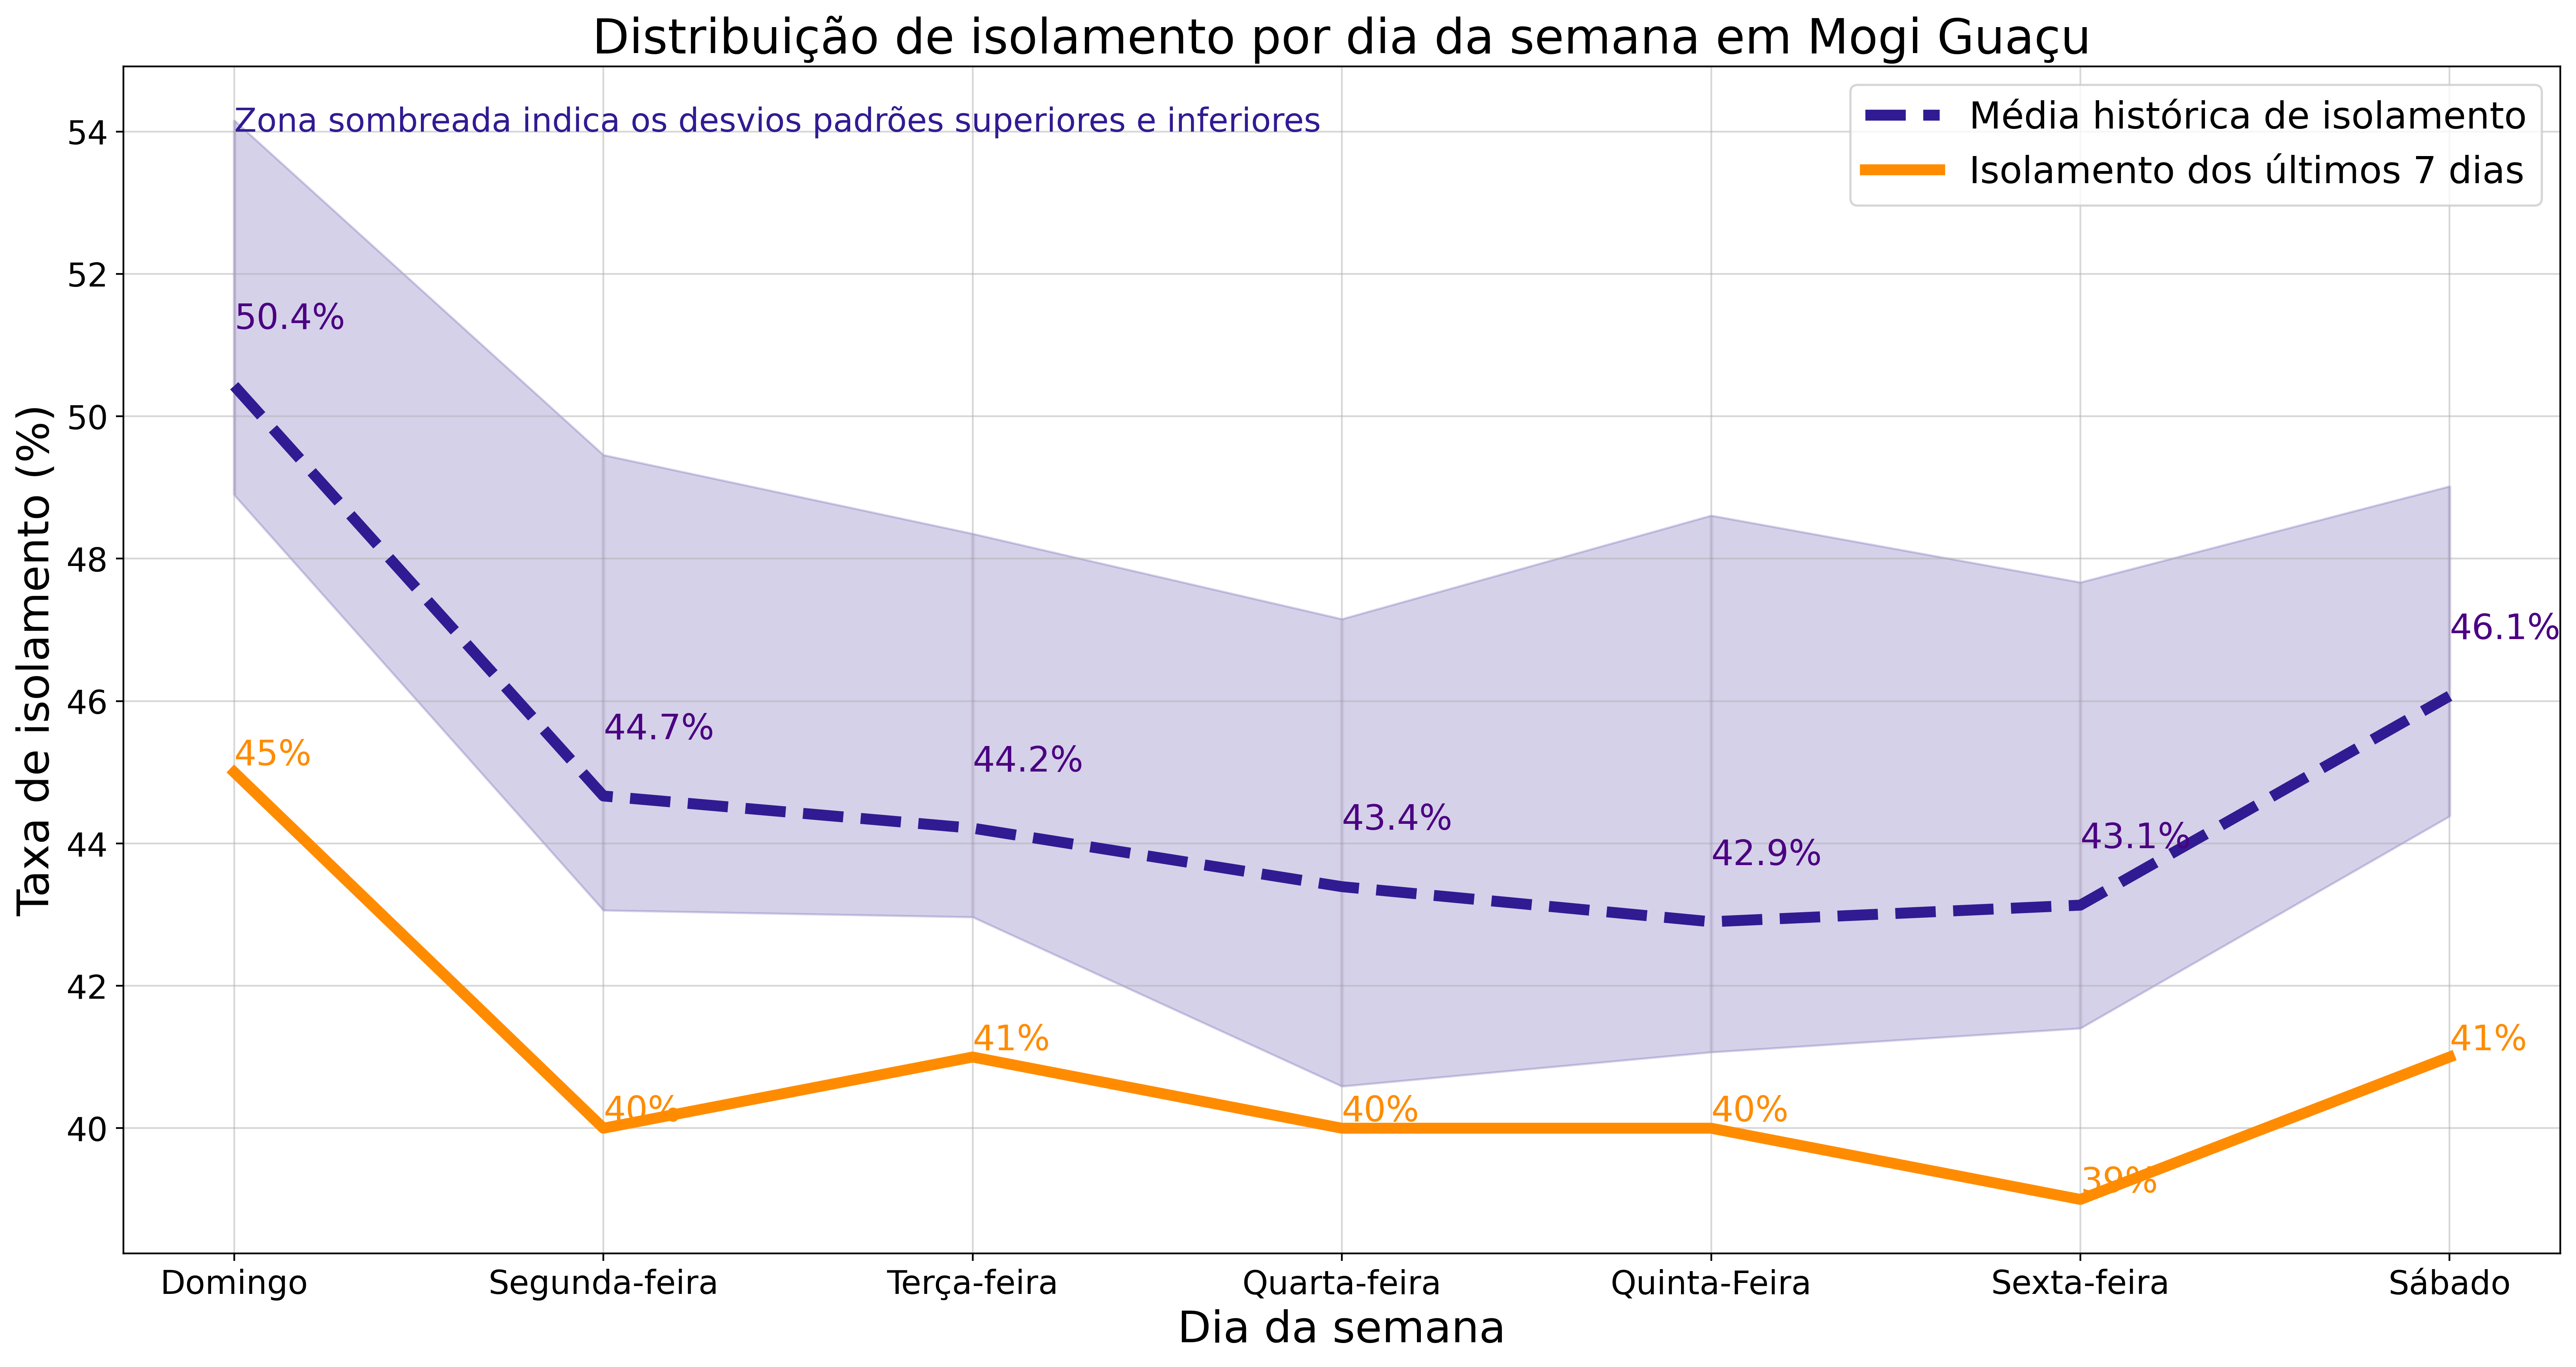 Distribuição de isolamento por dia da semana em Mogi Guaçu
Zona sombreada indica os desvios padrões superiores e inferiores
Média histórica de isolamento
Isolamento dos últimos 7 dias
Taxa de isolamento (%)
54
52
50
48
46
44
42
40
50.4%
44.7%
44.2%
43.4%
42.9%
43.1%
46.1%
45%
40%
41%
40%
40%
39%
41%
Domingo
Segunda-feira
Terça-feira
Quarta-feira
Quinta-Feira
Sexta-feira
Sábado
Dia da semana